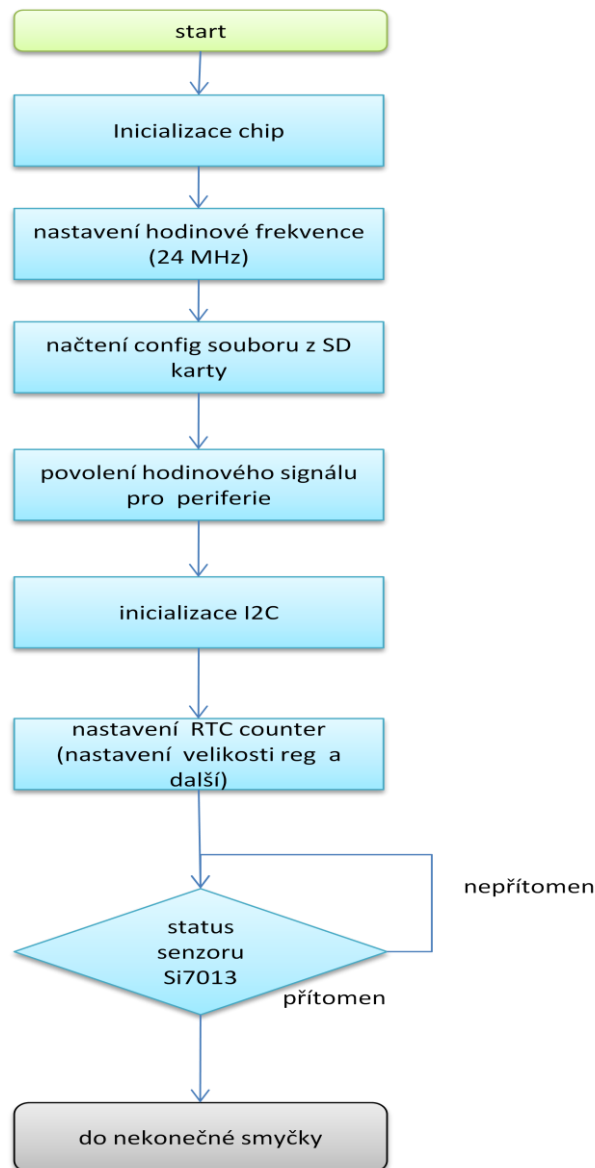 start
Inicializace chip
nastavení hodinové frekvence
(24 MHz)
načtení config souboru z SD
karty
povolení hodinového signálu
pro periferie
inicializace I2C
nastavení RTC counter
(nastavení velikosti reg a
další)
nepřítomen
status
senzoru
Si7013
přítomen
do nekonečné smyčky